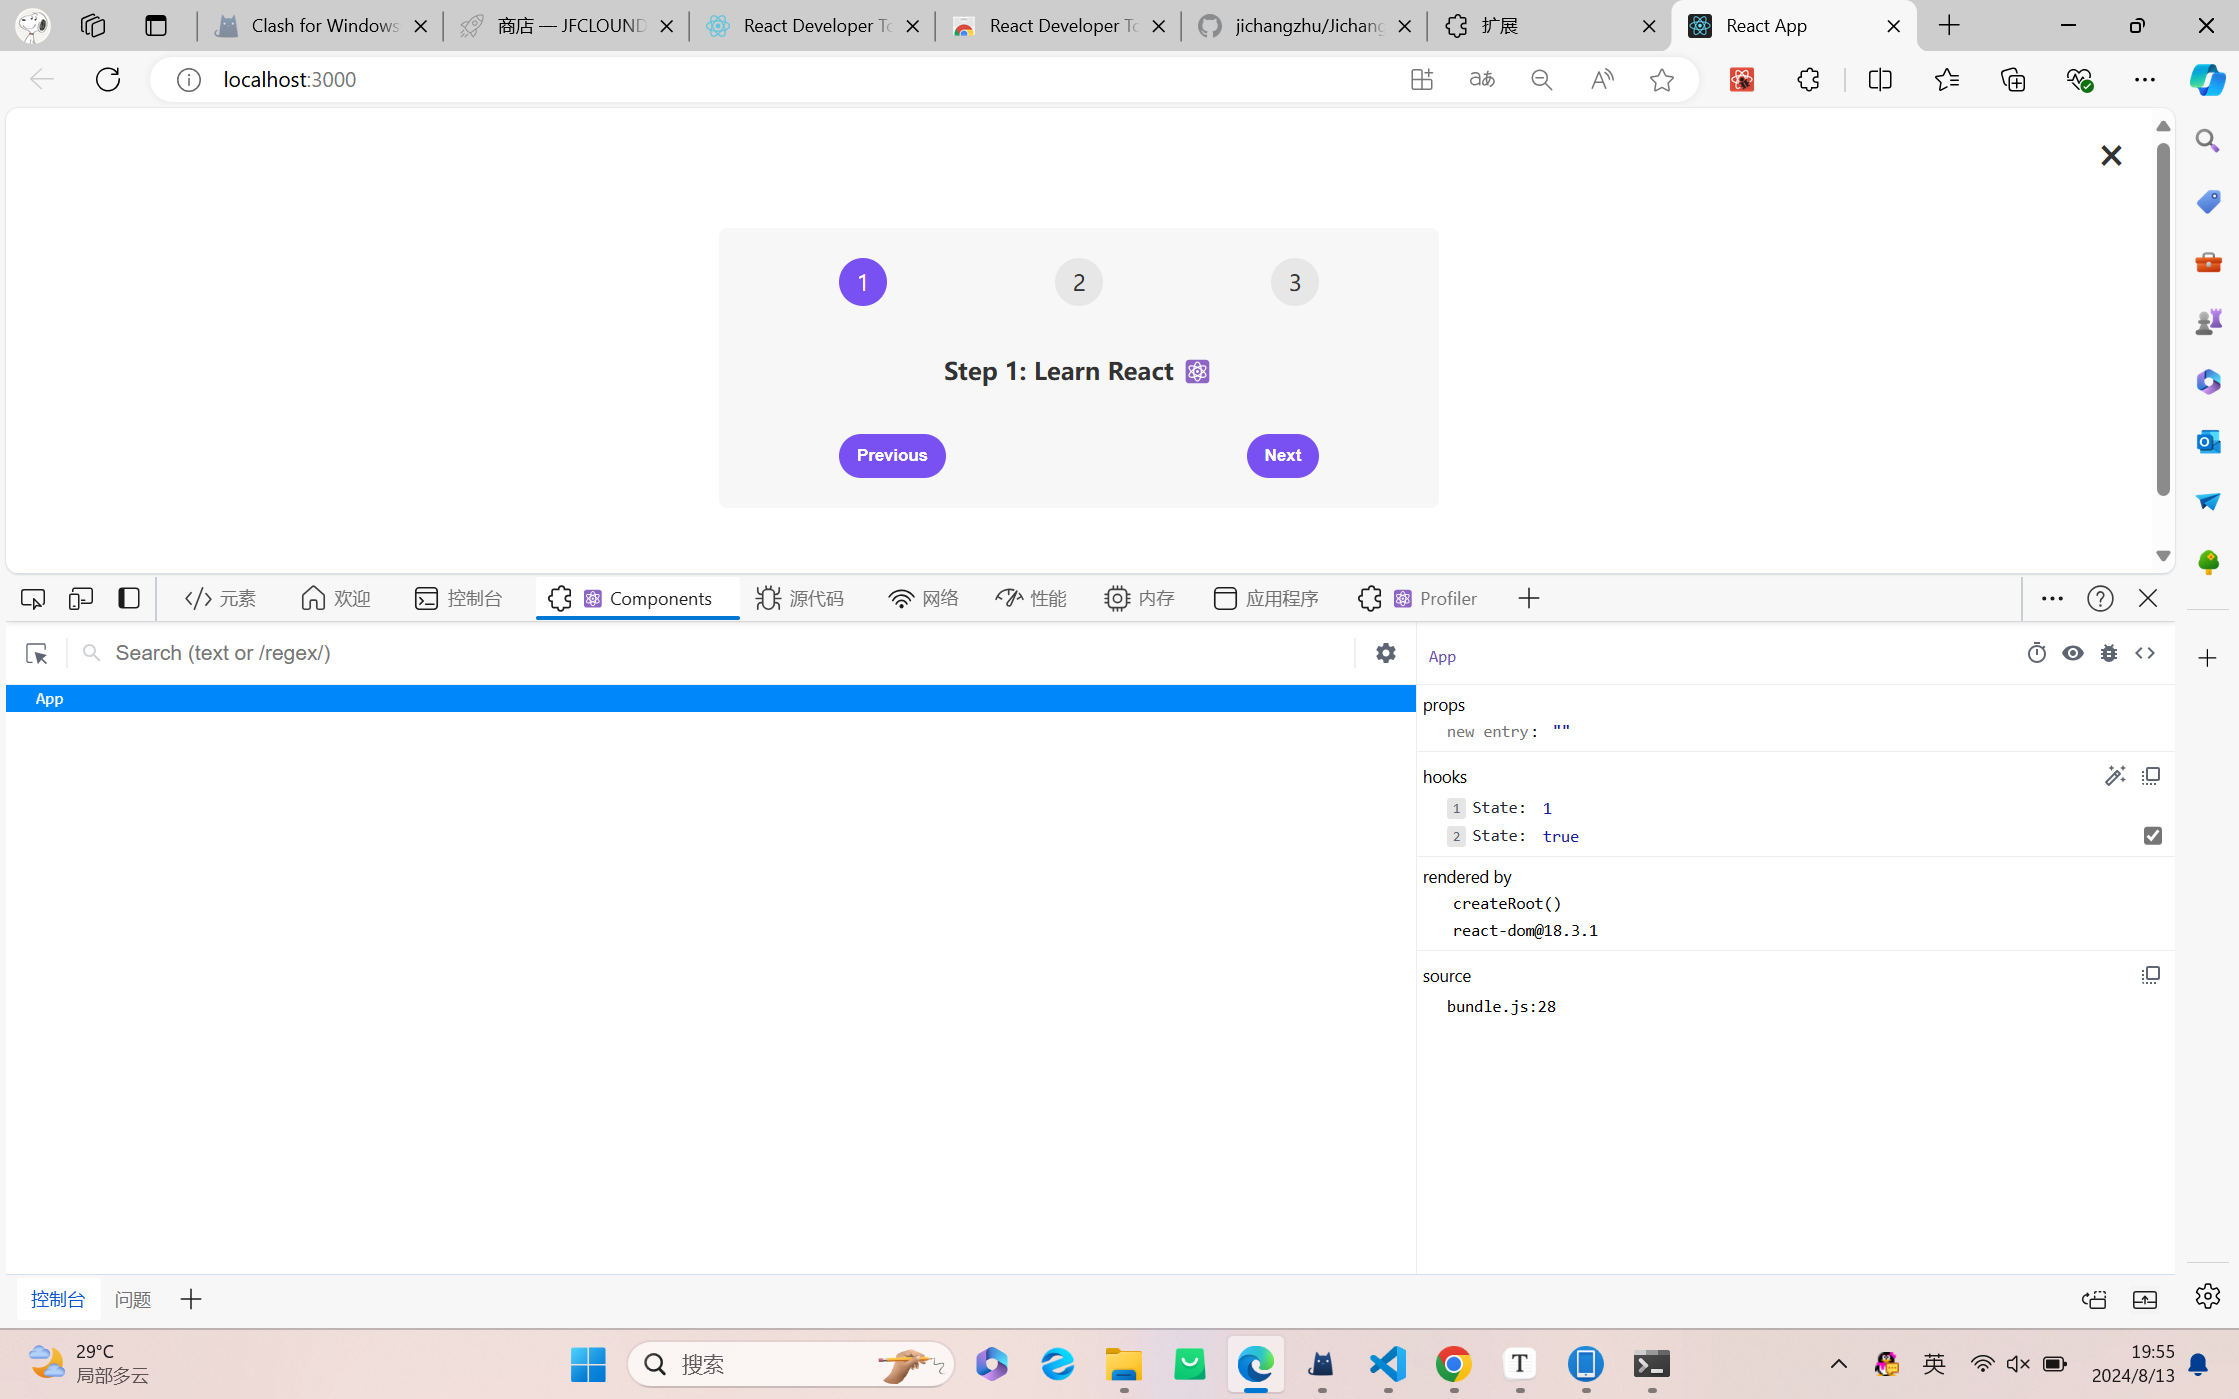 Clash for Windows
商店 — JFCLOUND
React Developer To
React Developer To
jichangzhu/Jichang
扩展
React App
localhost:3000
aあ
1
2
3
Step 1: Learn React
Previous
Next
元素
欢迎
控制台
Components
源代码
网络
性能
内存
应用程序
Profiler
Search (text or /regex/)
App
App
props
new entry: ""
hooks
1 State: 1
2 State: true
rendered by
createRoot()
react-dom@18.3.1
source
bundle.js:28
控制台
问题
29°C
局部多云
搜索
英
19:55
2024/8/13